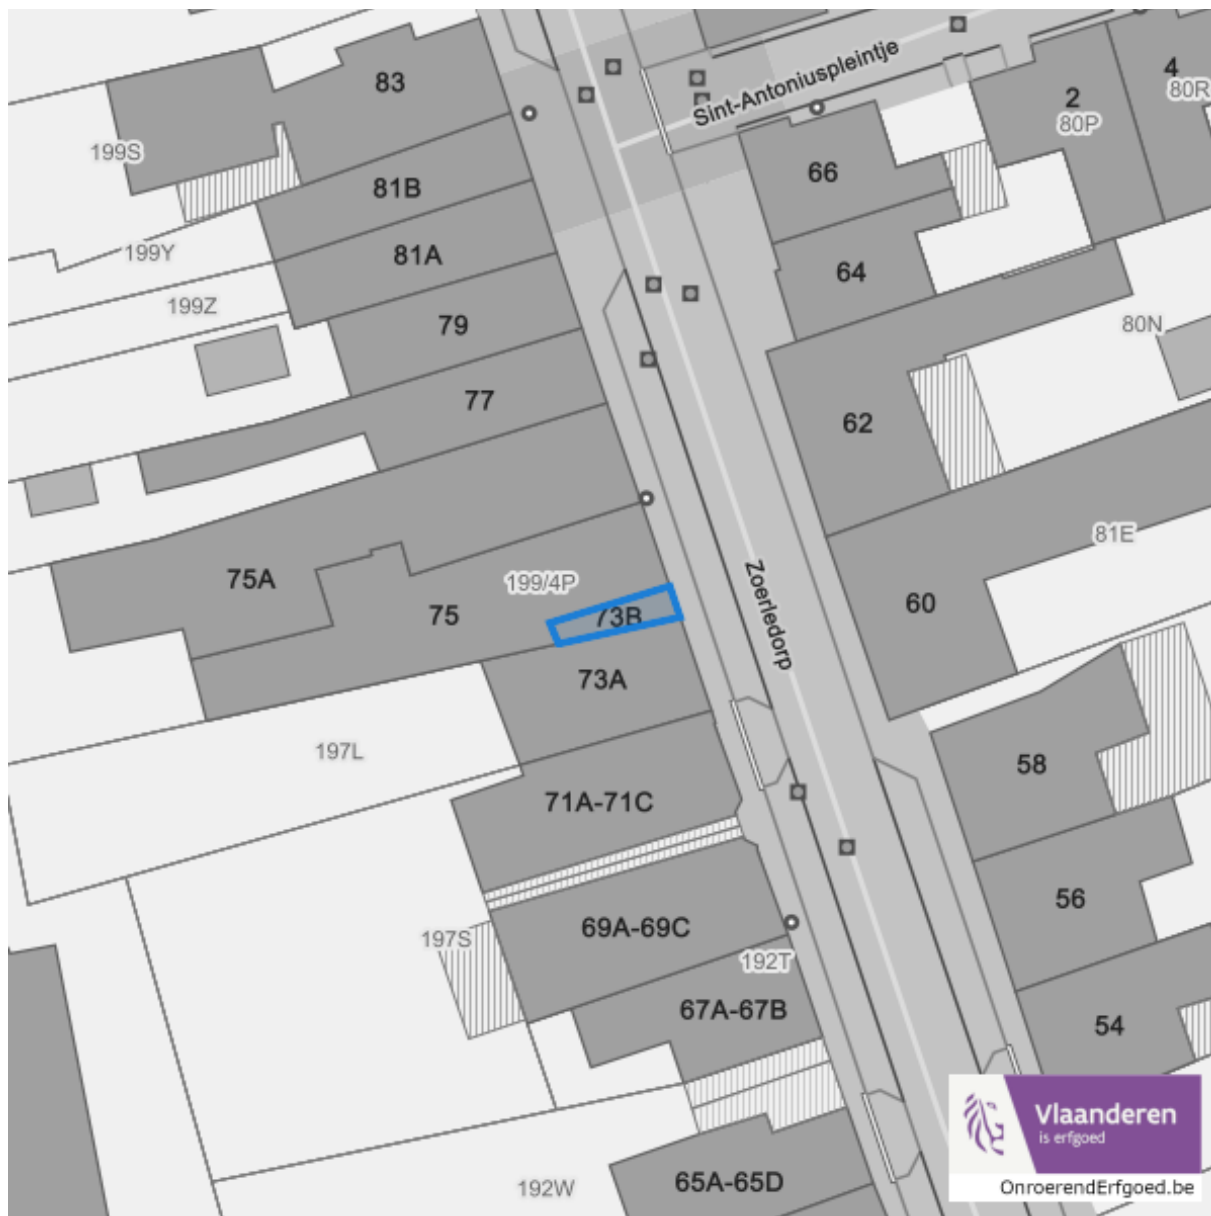 83
Sint-Antoniuspleintje
2
80P
4
80R
199S
81B
66
199Y
81A
64
199Z
79
80N
77
62
81E
75A
199/4P
75
73B
60
Zoerledorp
73A
197L
58
71A-71C
56
69A-69C
197S
192T
67A-67B
54
65A-65D
192W
Vlaanderen
is erfgoed
OnroerendErfgoed.be